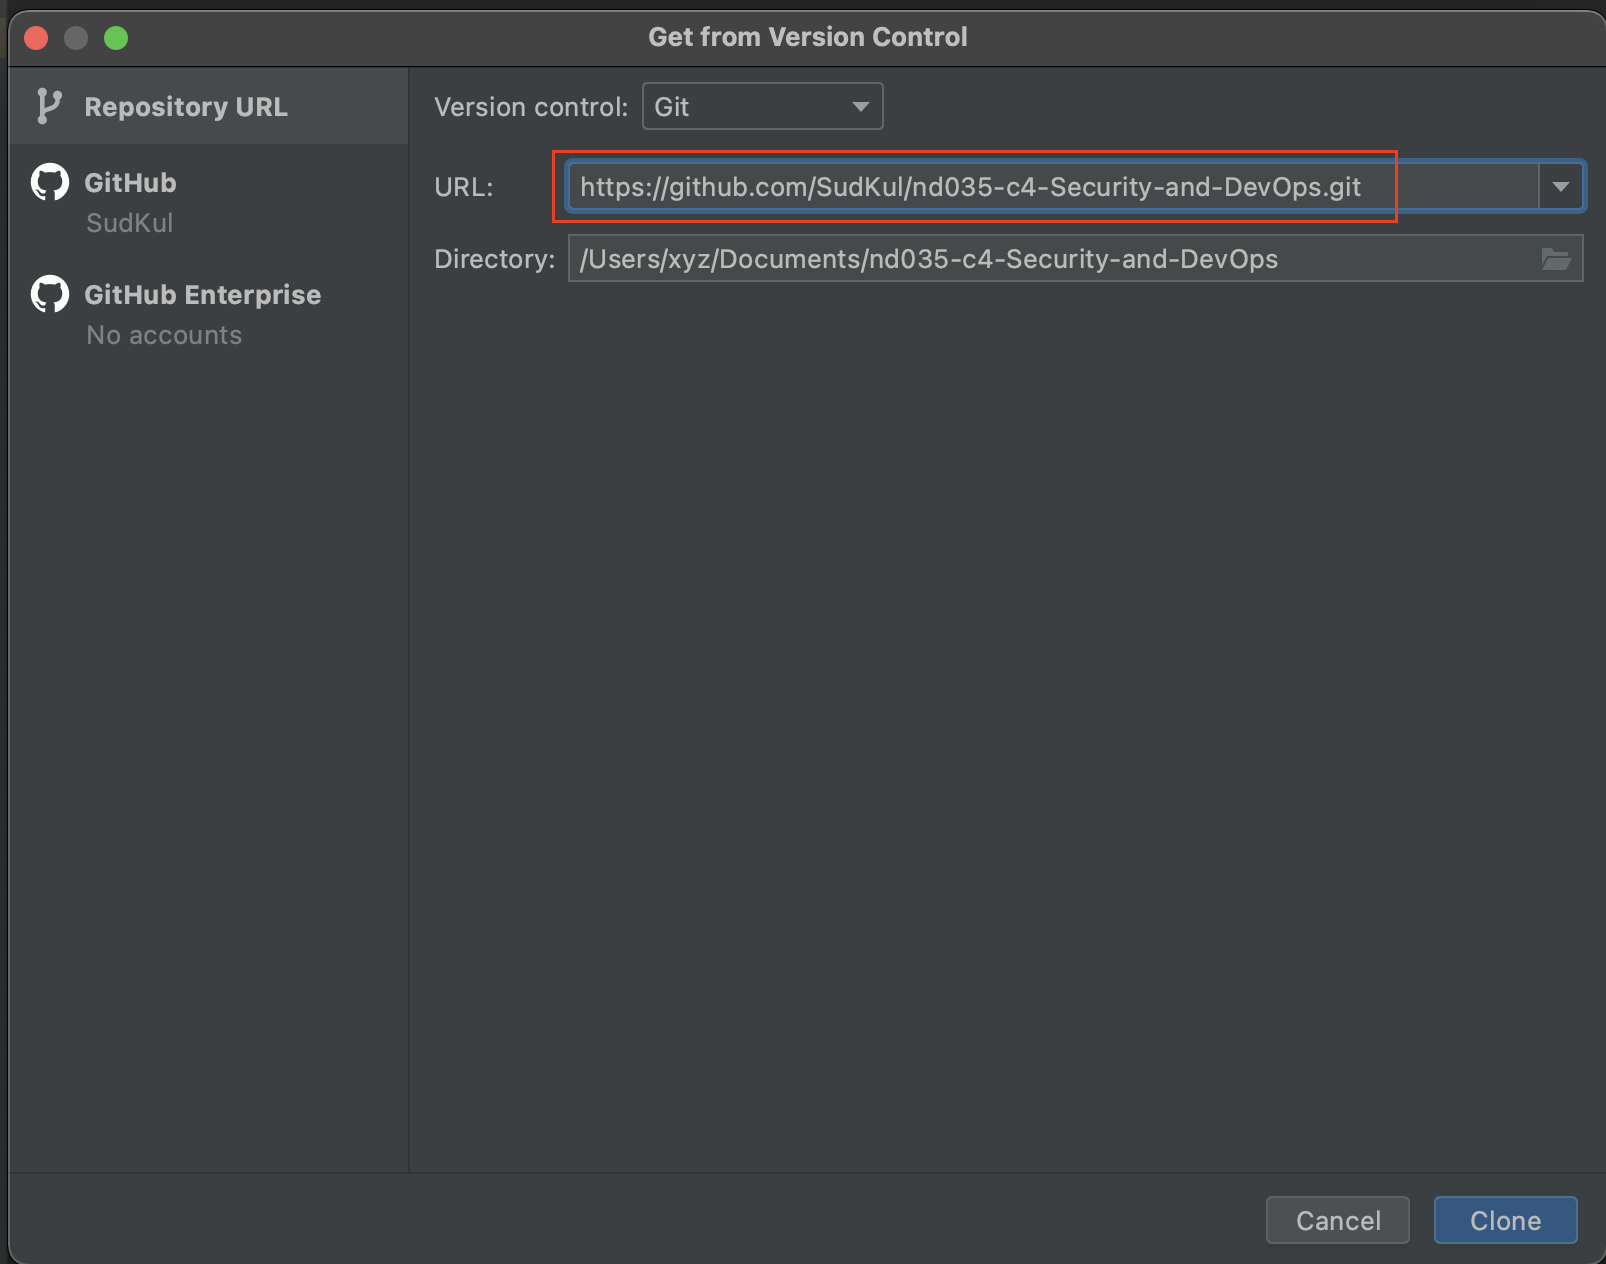 Get from Version Control
Repository URL
GitHub
SudKul
GitHub Enterprise
No accounts
Version control: Git
URL: https://github.com/SudKul/nd035-c4-Security-and-DevOps.git
Directory: /Users/xyz/Documents/nd035-c4-Security-and-DevOps
Cancel Clone